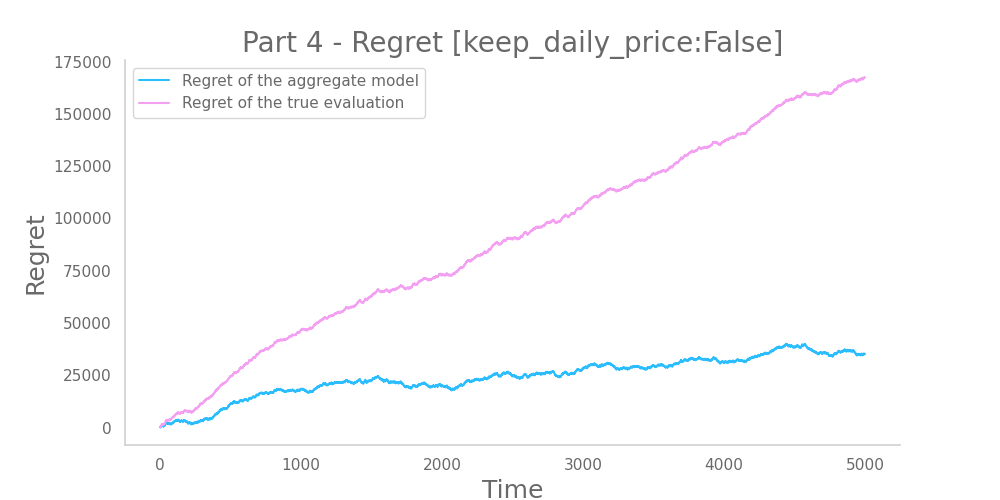 Part 4 - Regret [keep_daily_price:False]
Regret of the aggregate model
Regret of the true evaluation
Regret
175000
150000
125000
100000
75000
50000
25000
0
0 1000 2000 3000 4000 5000
Time